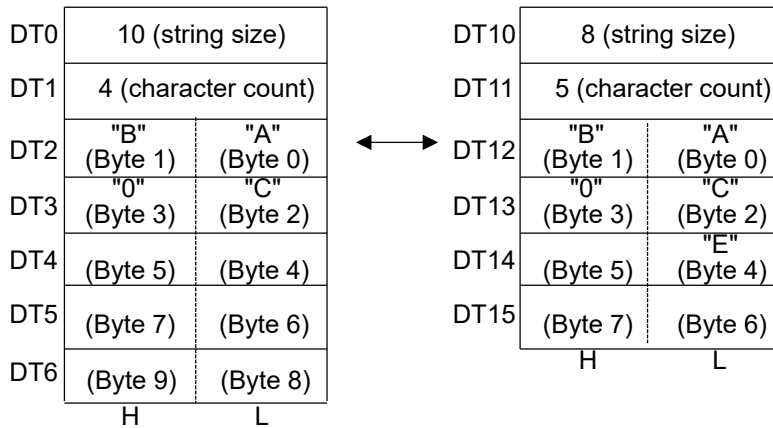 DT0 10 (string size)
DT1 4 (character count)
DT2 "B" (Byte 1) "A" (Byte 0)
DT3 "0" (Byte 3) "C" (Byte 2)
DT4 (Byte 5) (Byte 4)
DT5 (Byte 7) (Byte 6)
DT6 (Byte 9) (Byte 8)
H L
DT10 8 (string size)
DT11 5 (character count)
DT12 "B" (Byte 1) "A" (Byte 0)
DT13 "0" (Byte 3) "C" (Byte 2)
DT14 (Byte 5) "E" (Byte 4)
DT15 (Byte 7) (Byte 6)
H L